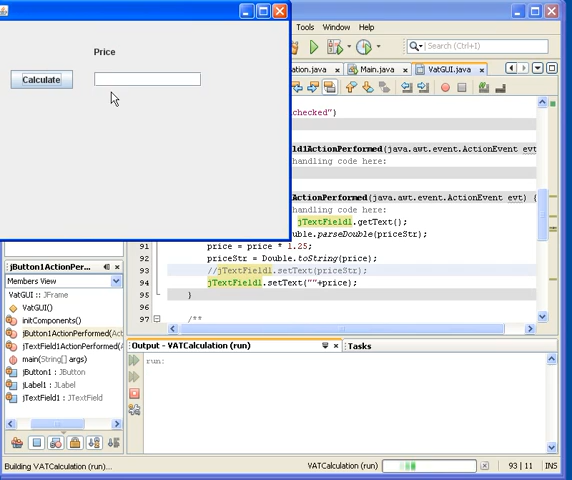 Price
Calculate
Tools Window Help
Search (Ctrl+I)
ation.java Main.java VatGUI.java
checked")
ld1ActionPerformed(java.awt.event.ActionEvent evt
handling code here:
ActionPerformed(java.awt.event.ActionEvent evt) {
handling code here:
jTextField1.getText();
uble.parseDouble(priceStr);
91 price = price * 1.25;
92 priceStr = Double.toString(price);
93 //jTextField1.setText(priceStr);
94 jTextField1.setText(""+price);
95 }
96
97 /**
jButton1ActionPer...
Members View
VatGUI :: JFrame
VatGUI()
initComponents()
jButton1ActionPerformed(Act
jTextField1ActionPerformed(
main(String[] args)
jButton1 : JButton
jLabel1 : JLabel
jTextField1 : JTextField
Output - VATCalculation (run) Tasks
run:
Building VATCalculation (run)... VATCalculation (run) 93 | 11 INS